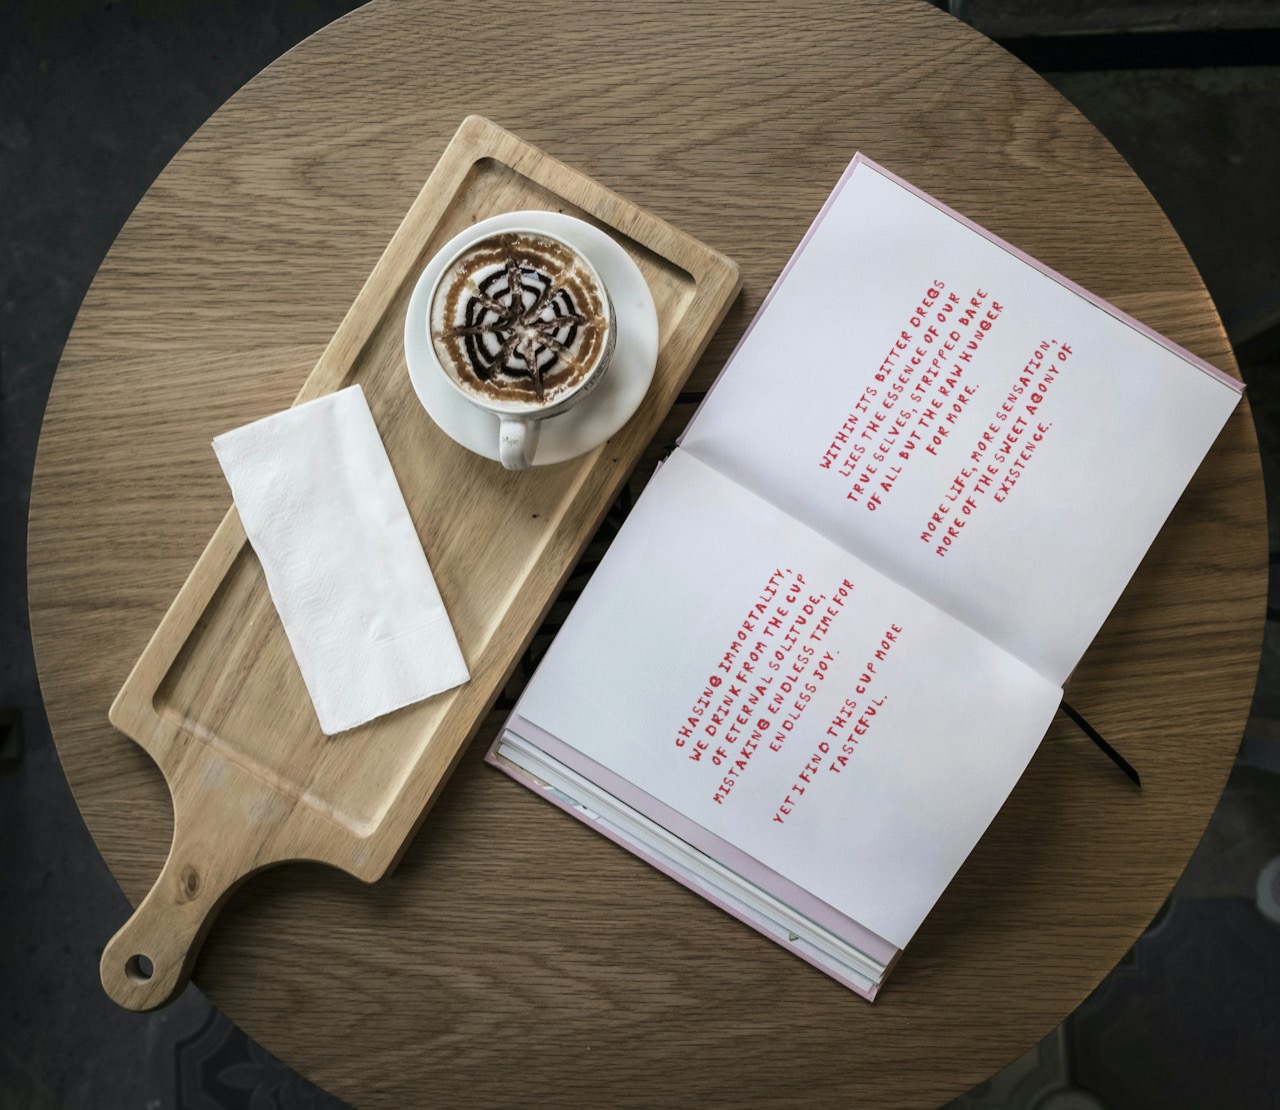 CHASING IMMORTALITY,
WE DRINK FROM THE CUP
OF ETERNAL SOLITUDE,
MISTAKING ENDLESS TIME FOR
ENDLESS JOY.
YET I FIND THIS CUP MORE
TASTEFUL.
WITHIN ITS BITTER DREGS
LIES THE ESSENCE OF OUR
TRUE SELVES, STRIPPED BARE
OF ALL BUT THE RAW HUNGER
FOR MORE.
MORE LIFE, MORE SENSATION,
MORE OF THE SWEET AGONY OF
EXISTENCE.